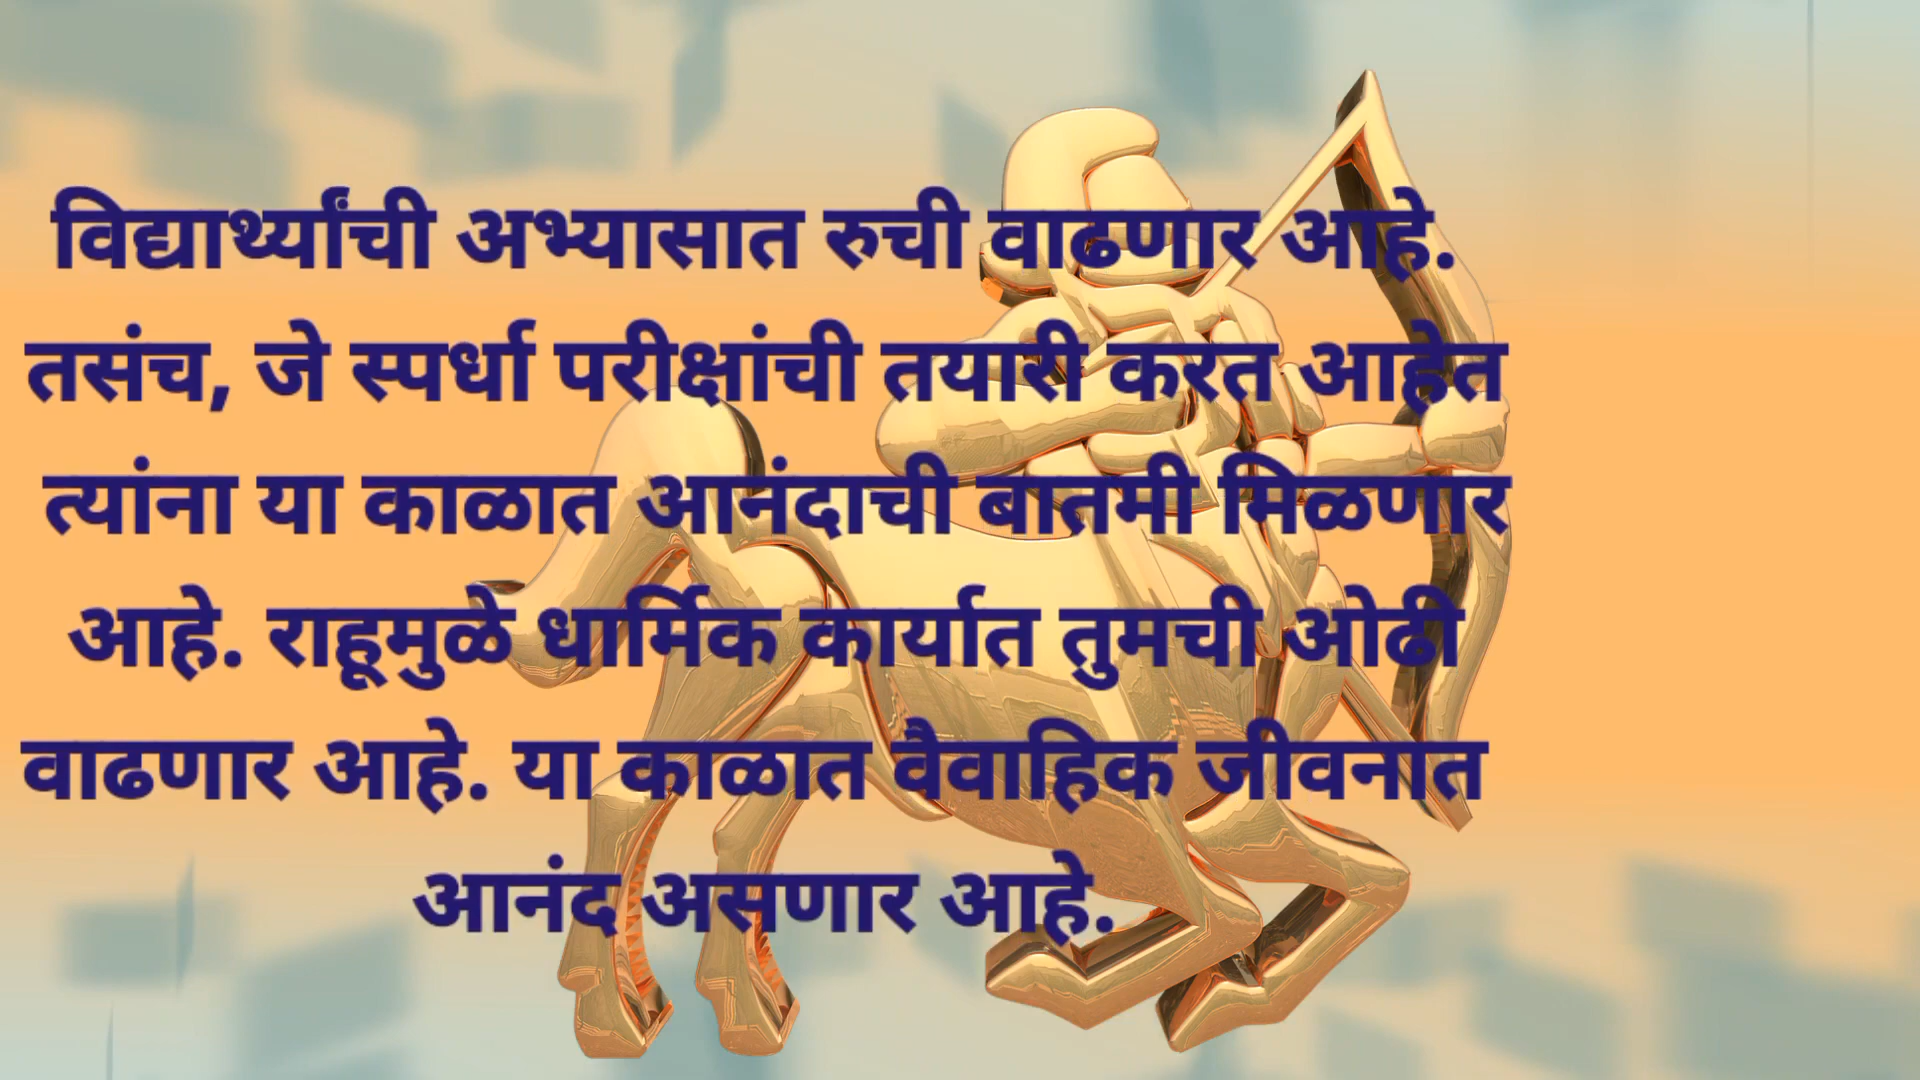 विद्यार्थ्यांची अभ्यासात रुची वाढणार आहे.
तसंच, जे स्पर्धा परीक्षांची तयारी करत आहेत
त्यांना या काळात आनंदाची बातमी मिळणार
आहे. राहूमुळे धार्मिक कार्यात तुमची ओढी
वाढणार आहे. या काळात वैवाहिक जीवनात
आनंद असणार आहे.